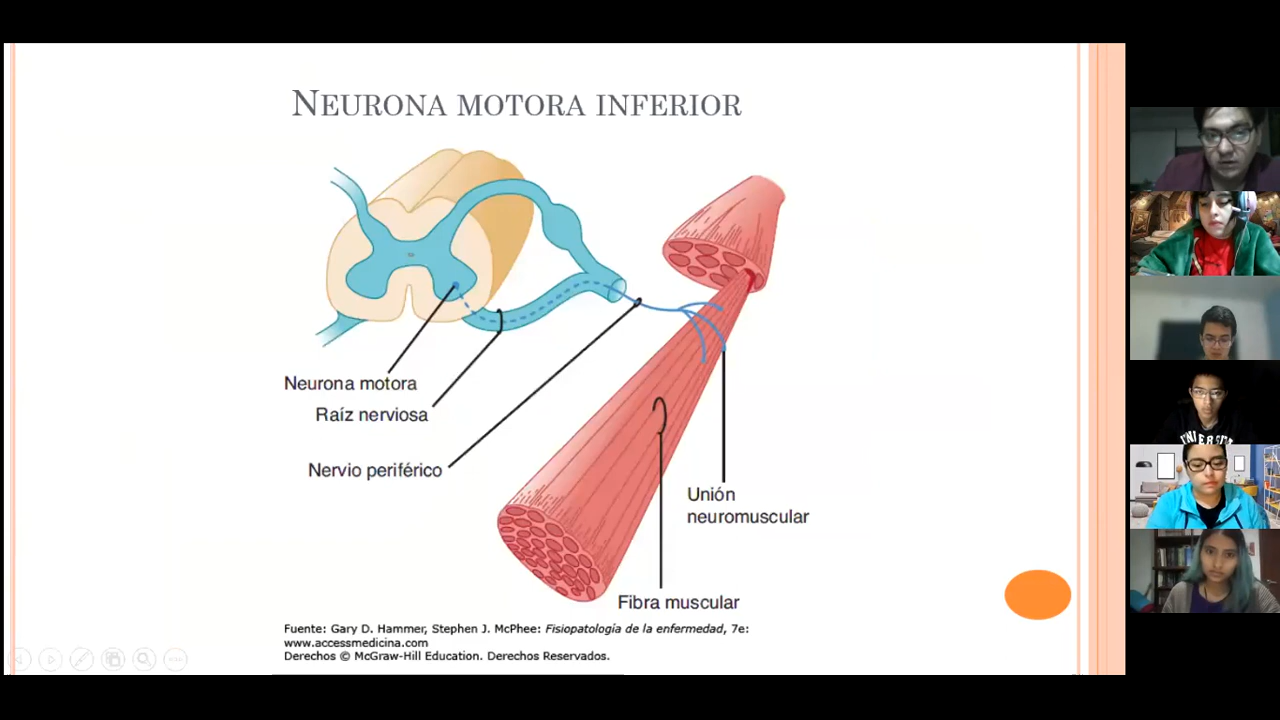 NEURONA MOTORA INFERIOR
Neurona motora
Raíz nerviosa
Nervio periférico
Unión
neuromuscular
Fibra muscular
Fuente: Gary D. Hammer, Stephen J. McPhee: Fisiopatología de la enfermedad, 7e:
www.accessmedicina.com
Derechos © McGraw-Hill Education. Derechos Reservados.